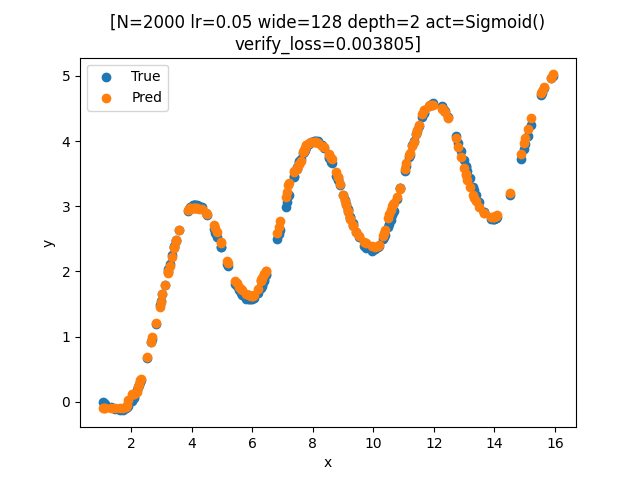 [N=2000 lr=0.05 wide=128 depth=2 act=Sigmoid()
verify_loss=0.003805]
True
Pred
5
4
3
2
1
0
y
2 4 6 8 10 12 14 16
x